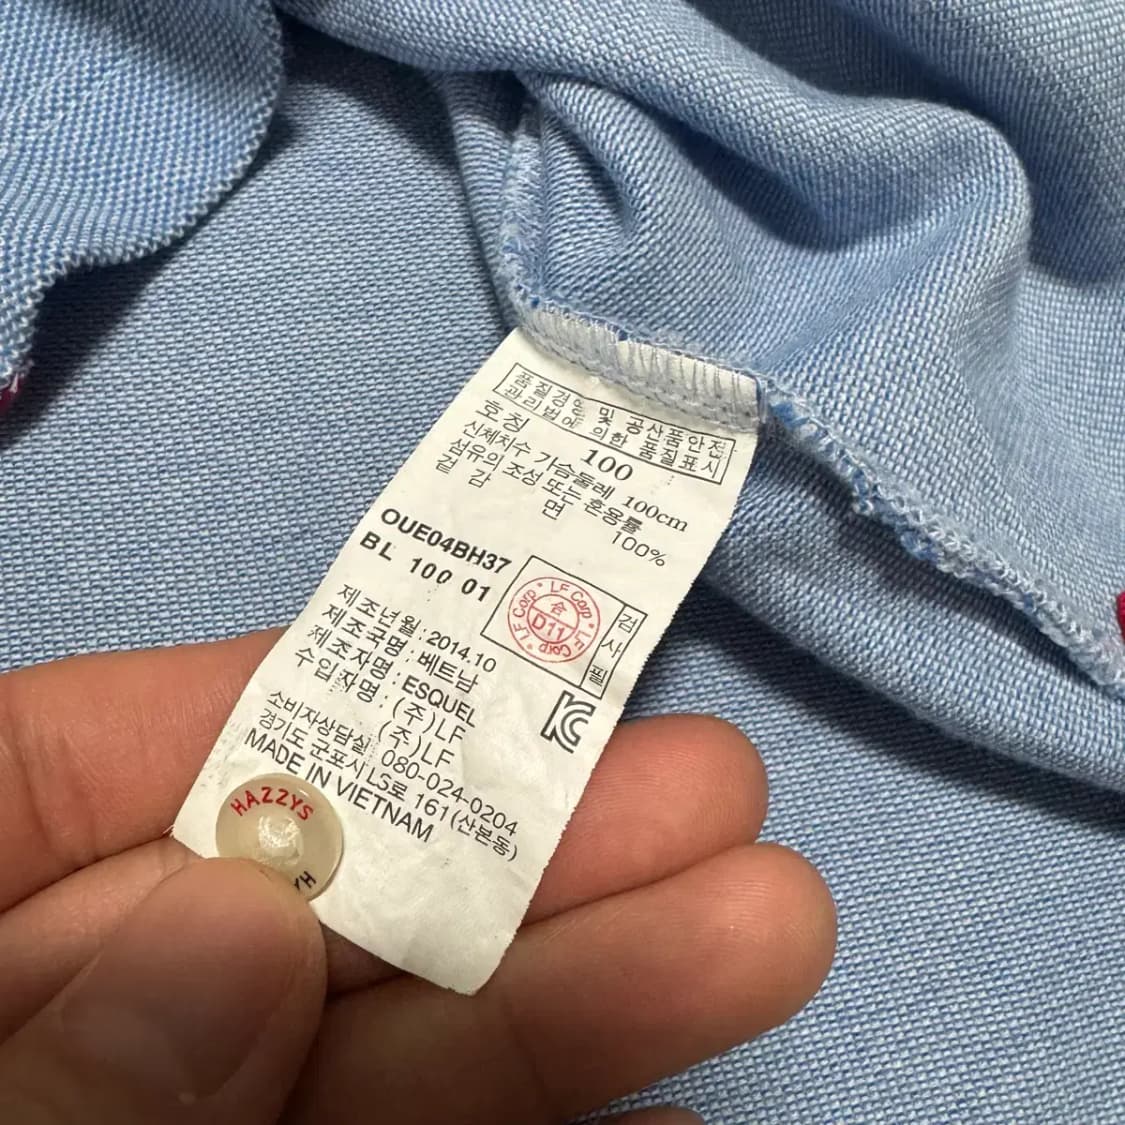 품질경영 및 공산품안전
관리법에 의한 품질표시
호칭 100
신체치수 가슴둘레 100cm
섬유의 조성 또는 혼용률
겉감 면 100%
OUE04BH37
BL 100 01
LF Corp · LF Corp · LF Corp ·
合
D11
검사필
제조년월 : 2014.10
제조국명 : 베트남
제조자명 : ESQUEL
수입자명 : (주)LF
(주)LF
소비자상담실 080-024-0204
경기도 군포시 LS로 161(산본동)
MADE IN VIETNAM
HAZZYS